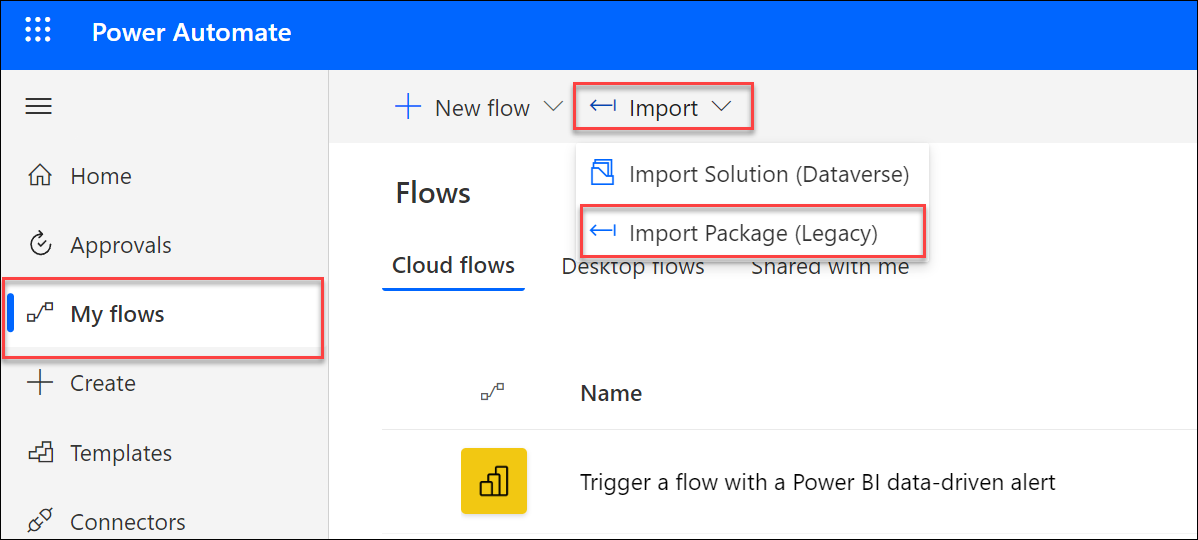 Power Automate
New flow
Import
Home
Import Solution (Dataverse)
Flows
Import Package (Legacy)
Approvals
Cloud flows
Desktop flows
Shared with me
My flows
Create
Name
Templates
Trigger a flow with a Power BI data-driven alert
Connectors